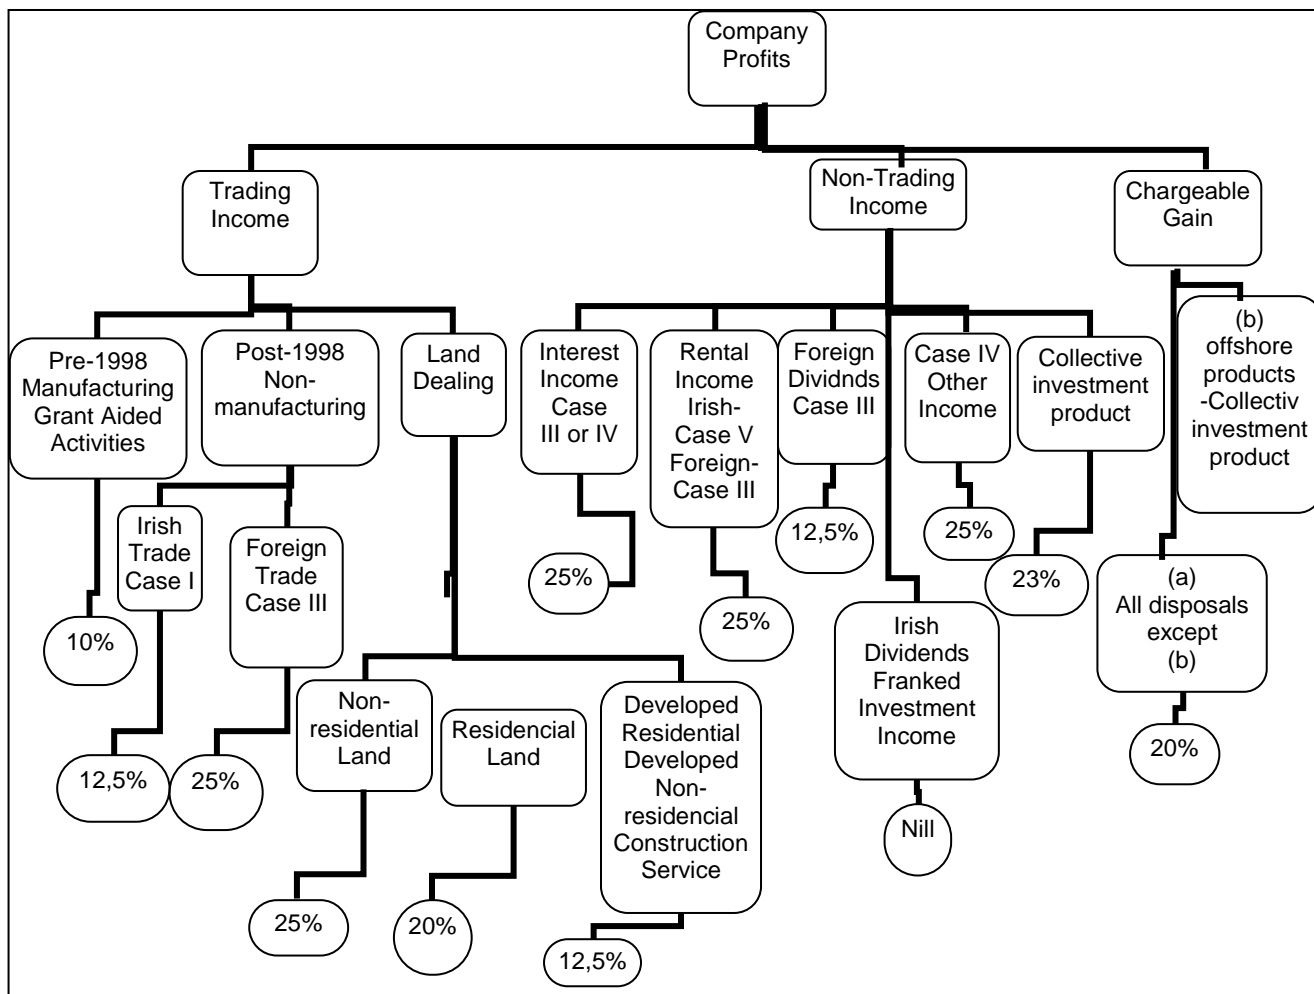 Company
Profits
Trading
Income
Non-Trading
Income
Chargeable
Gain
Pre-1998
Manufacturing
Grant Aided
Activities
Post-1998
Non-
manufacturing
Land
Dealing
Interest
Income
Case
III or IV
Rental
Income
Irish-
Case V
Foreign-
Case III
Foreign
Dividnds
Case III
Case IV
Other
Income
Collective
investment
product
(b)
offshore
products
-Collectiv
investment
product
Irish
Trade
Case I
Foreign
Trade
Case III
25%
25%
12,5%
25%
23%
(a)
All disposals
except
(b)
10%
Non-
residential
Land
Residencial
Land
Developed
Residential
Developed
Non-
residencial
Construction
Service
Irish
Dividends
Franked
Investment
Income
20%
12,5%
25%
Nill
25%
20%
12,5%